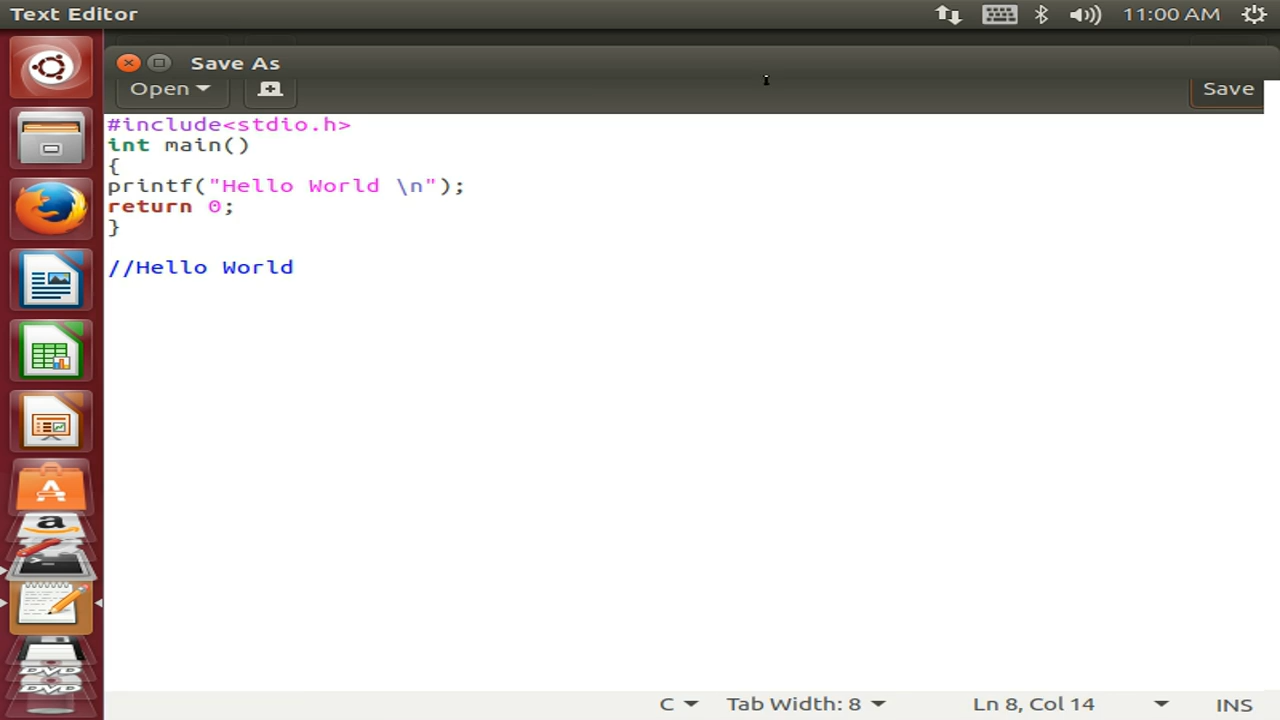 Text Editor
11:00 AM
Save As
Open
Save
#include<stdio.h>
int main()
{
printf("Hello World \n");
return 0;
}
//Hello World
C
Tab Width: 8
Ln 8, Col 14
INS